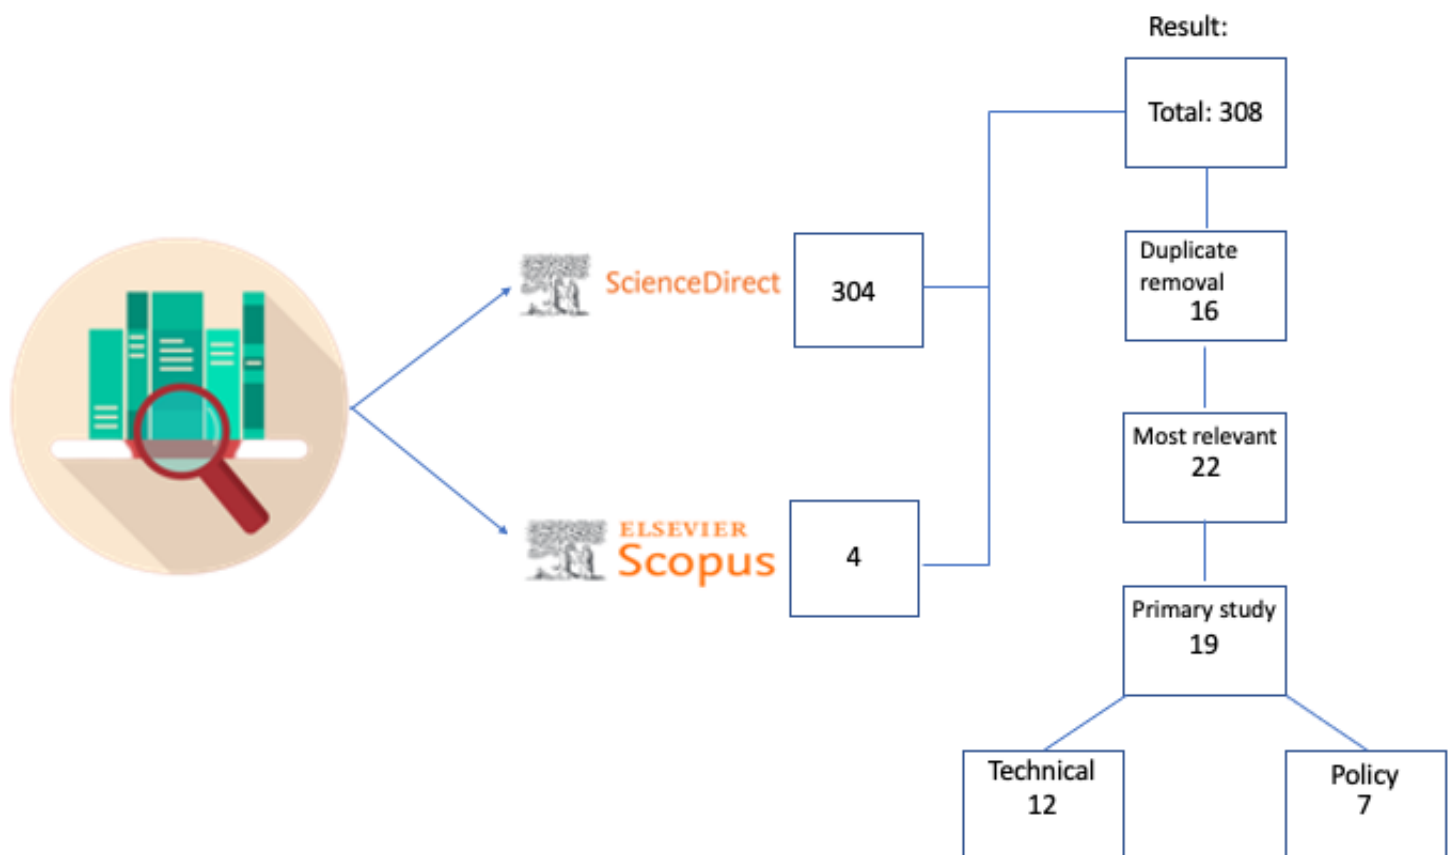 Result:
Total: 308
ScienceDirect
304
Duplicate
removal
16
Most relevant
22
ELSEVIER
Scopus
4
Primary study
19
Technical
12
Policy
7